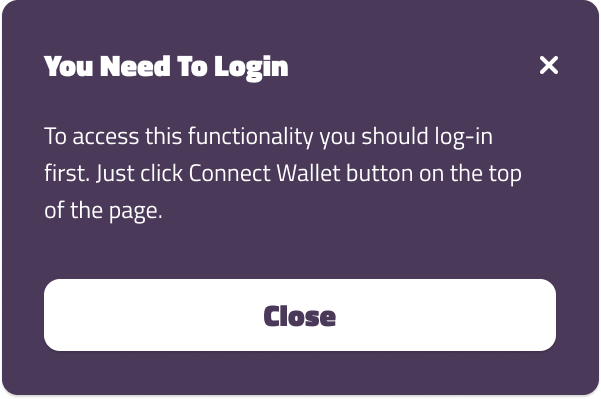 You Need To Login
To access this functionality you should log-in
first. Just click Connect Wallet button on the top
of the page.
Close